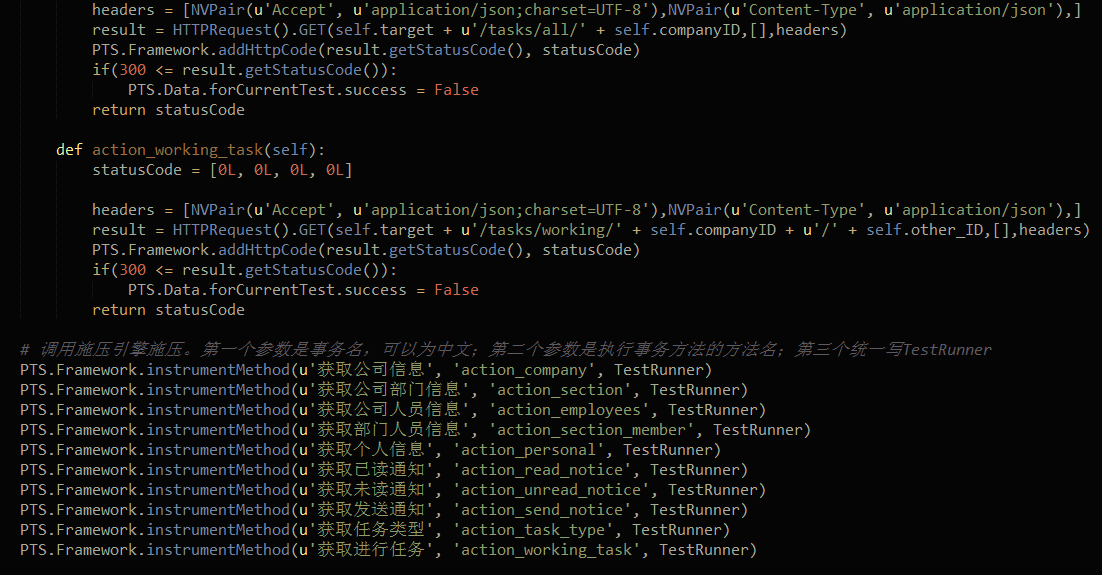 headers = [NVPair(u'Accept', u'application/json;charset=UTF-8'),NVPair(u'Content-Type', u'application/json'),]
result = HTTPRequest().GET(self.target + u'/tasks/all/' + self.companyID,[],headers)
PTS.Framework.addHttpCode(result.getStatusCode(), statusCode)
if(300 <= result.getStatusCode()):
PTS.Data.forCurrentTest.success = False
return statusCode
def action_working_task(self):
statusCode = [0L, 0L, 0L, 0L]
headers = [NVPair(u'Accept', u'application/json;charset=UTF-8'),NVPair(u'Content-Type', u'application/json'),]
result = HTTPRequest().GET(self.target + u'/tasks/working/' + self.companyID + u'/' + self.other_ID,[],headers)
PTS.Framework.addHttpCode(result.getStatusCode(), statusCode)
if(300 <= result.getStatusCode()):
PTS.Data.forCurrentTest.success = False
return statusCode
# 调用施压引擎施压。第一个参数是事务名，可以为中文；第二个参数是执行事务方法的方法名；第三个统一写TestRunner
PTS.Framework.instrumentMethod(u'获取公司信息', 'action_company', TestRunner)
PTS.Framework.instrumentMethod(u'获取公司部门信息', 'action_section', TestRunner)
PTS.Framework.instrumentMethod(u'获取公司人员信息', 'action_employees', TestRunner)
PTS.Framework.instrumentMethod(u'获取部门人员信息', 'action_section_member', TestRunner)
PTS.Framework.instrumentMethod(u'获取个人信息', 'action_personal', TestRunner)
PTS.Framework.instrumentMethod(u'获取已读通知', 'action_read_notice', TestRunner)
PTS.Framework.instrumentMethod(u'获取未读通知', 'action_unread_notice', TestRunner)
PTS.Framework.instrumentMethod(u'获取发送通知', 'action_send_notice', TestRunner)
PTS.Framework.instrumentMethod(u'获取任务类型', 'action_task_type', TestRunner)
PTS.Framework.instrumentMethod(u'获取进行任务', 'action_working_task', TestRunner)